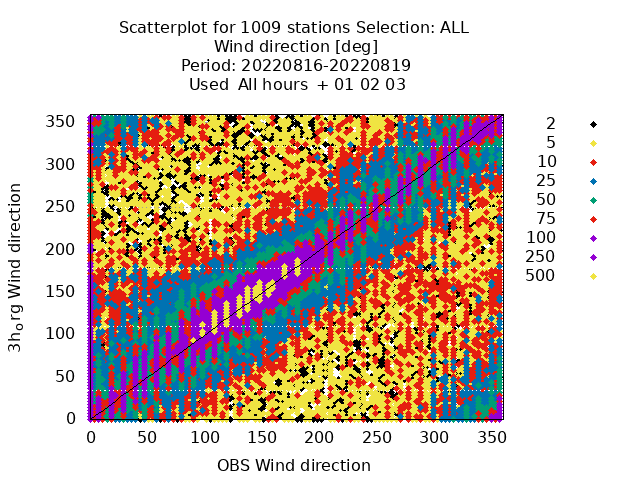 Scatterplot for 1009 stations Selection: ALL
Wind direction [deg]
Period: 20220816-20220819
Used  All hours  + 01 02 03
3h_org Wind direction
350
300
250
200
150
100
50
0
0 50 100 150 200 250 300 350
OBS Wind direction
2
5
10
25
50
75
100
250
500